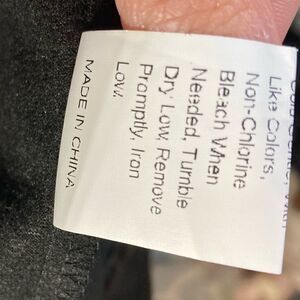 Like Colors,
Non-Chlorine
Bleach When
Needed, Tumble
Dry Low, Remove
Promptly, Iron
Low.
MADE IN CHINA